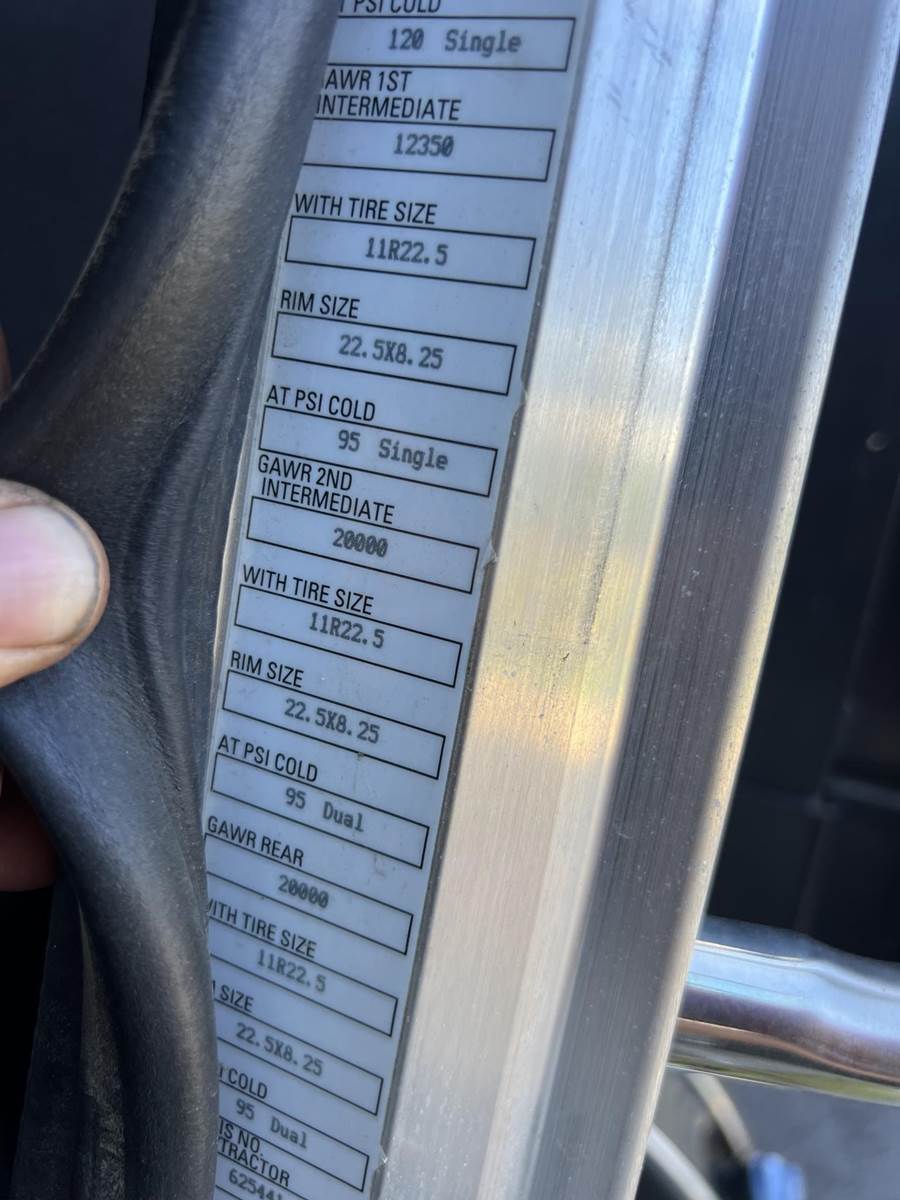 PSI COLD
120 Single
GAWR 1ST
INTERMEDIATE
12350
WITH TIRE SIZE
11R22.5
RIM SIZE
22.5X8.25
AT PSI COLD
95 Single
GAWR 2ND
INTERMEDIATE
20000
WITH TIRE SIZE
11R22.5
RIM SIZE
22.5X8.25
AT PSI COLD
95 Dual
GAWR REAR
20000
WITH TIRE SIZE
11R22.5
SIZE
22.5X8.25
COLD
95 Dual
IS NO.
TRACTOR